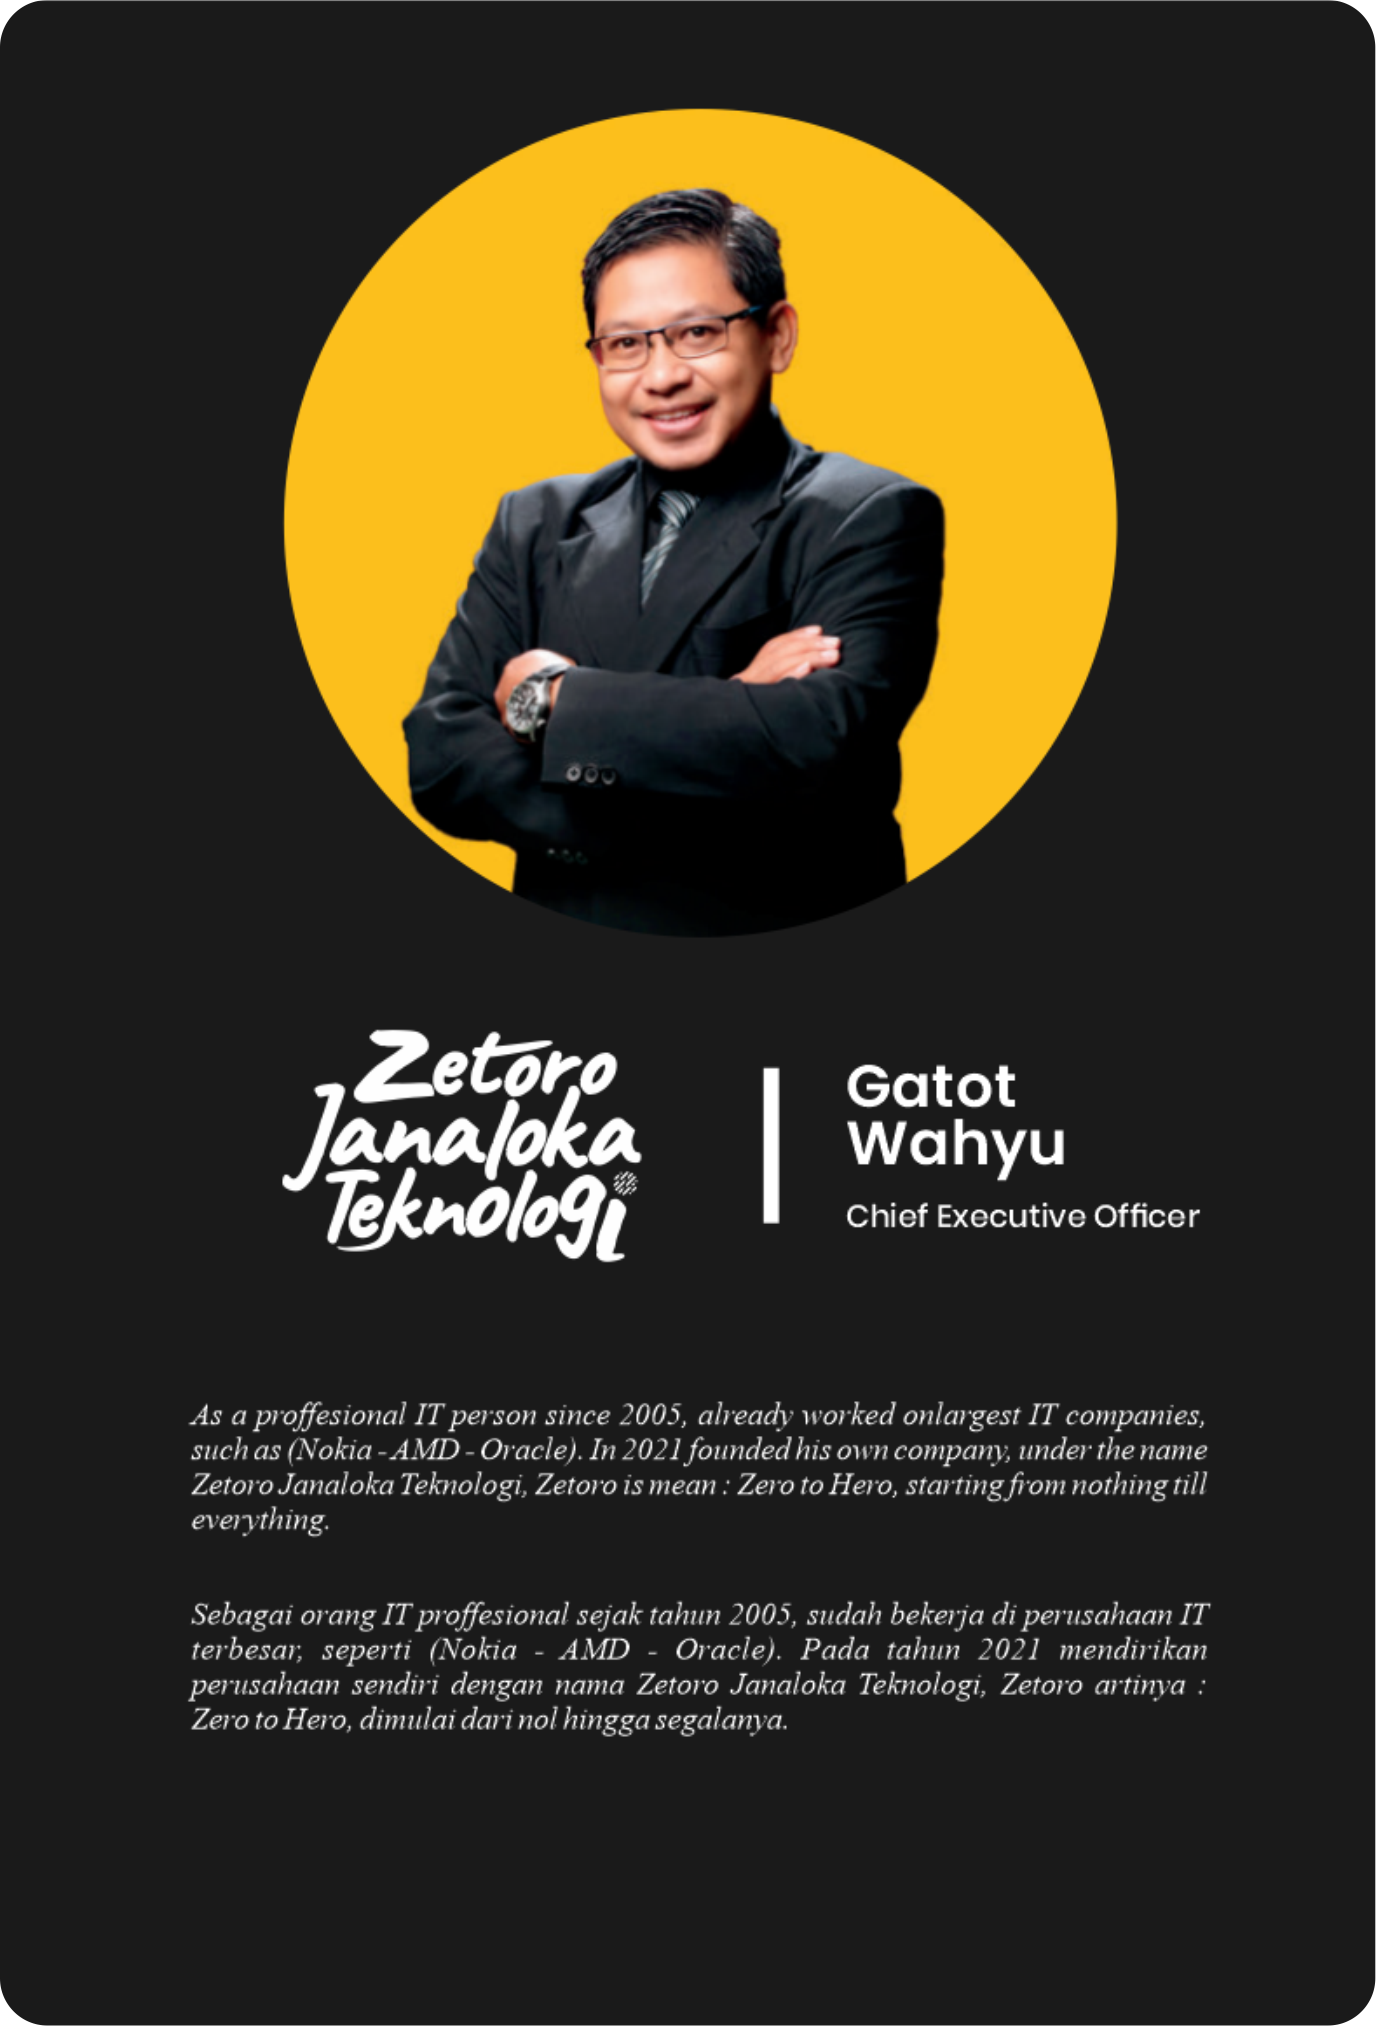 Zetoro
Janaloka
Teknologi
Gatot
Wahyu
Chief Executive Officer
As a proffesional IT person since 2005, already worked onlargest IT companies,
such as (Nokia - AMD - Oracle). In 2021 founded his own company, under the name
Zetoro Janaloka Teknologi, Zetoro is mean : Zero to Hero, starting from nothing till
everything.
Sebagai orang IT proffesional sejak tahun 2005, sudah bekerja di perusahaan IT
terbesar, seperti (Nokia - AMD - Oracle). Pada tahun 2021 mendirikan
perusahaan sendiri dengan nama Zetoro Janaloka Teknologi, Zetoro artinya :
Zero to Hero, dimulai dari nol hingga segalanya.